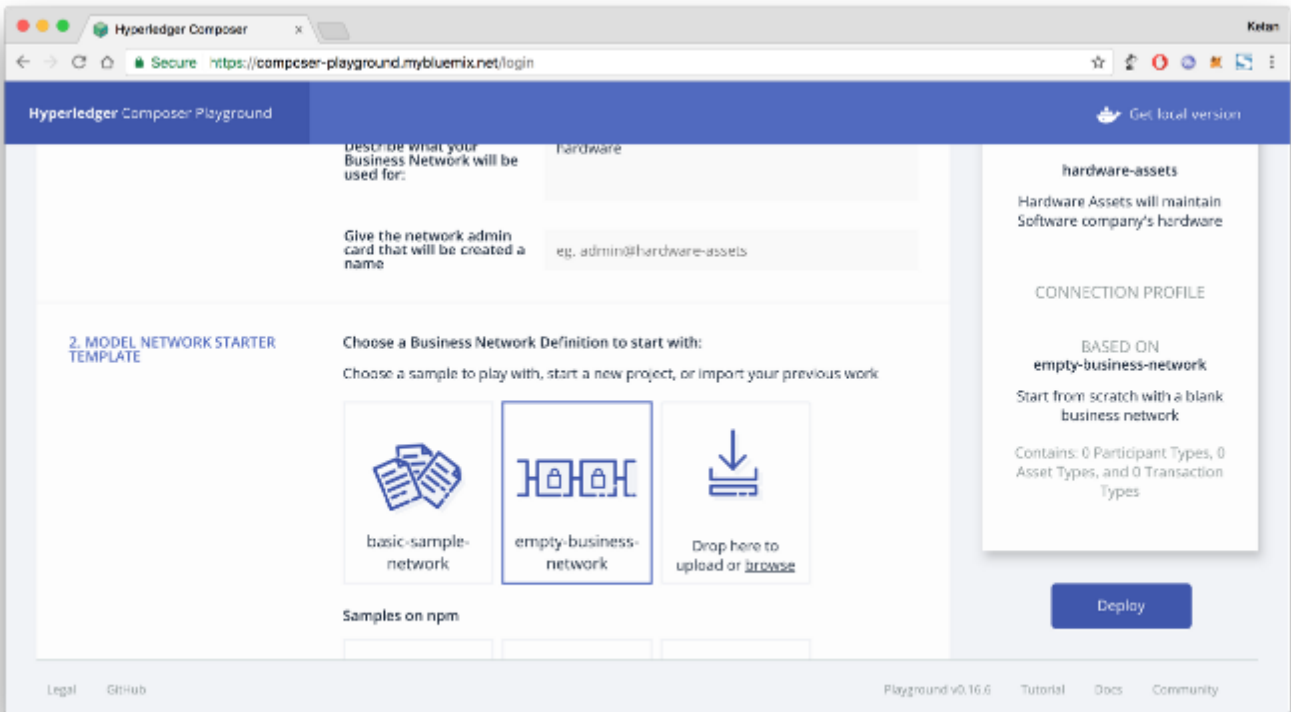 Hyperledger Composer
Ketan
Secure https://composer-playground.mybluemix.net/login
Hyperledger Composer Playground
Get local version
Describe what your
Business Network will be
used for:
hardware
Give the network admin
card that will be created a
name
eg. admin@hardware-assets
2. MODEL NETWORK STARTER
TEMPLATE
Choose a Business Network Definition to start with:
Choose a sample to play with, start a new project, or import your previous work
basic-sample-
network
empty-business-
network
Drop here to
upload or browse
Samples on npm
hardware-assets
Hardware Assets will maintain
Software company's hardware
CONNECTION PROFILE
BASED ON
empty-business-network
Start from scratch with a blank
business network
Contains: 0 Participant Types, 0
Asset Types, and 0 Transaction
Types
Deploy
Legal GitHub
Playground v0.16.6 Tutorial Docs Community